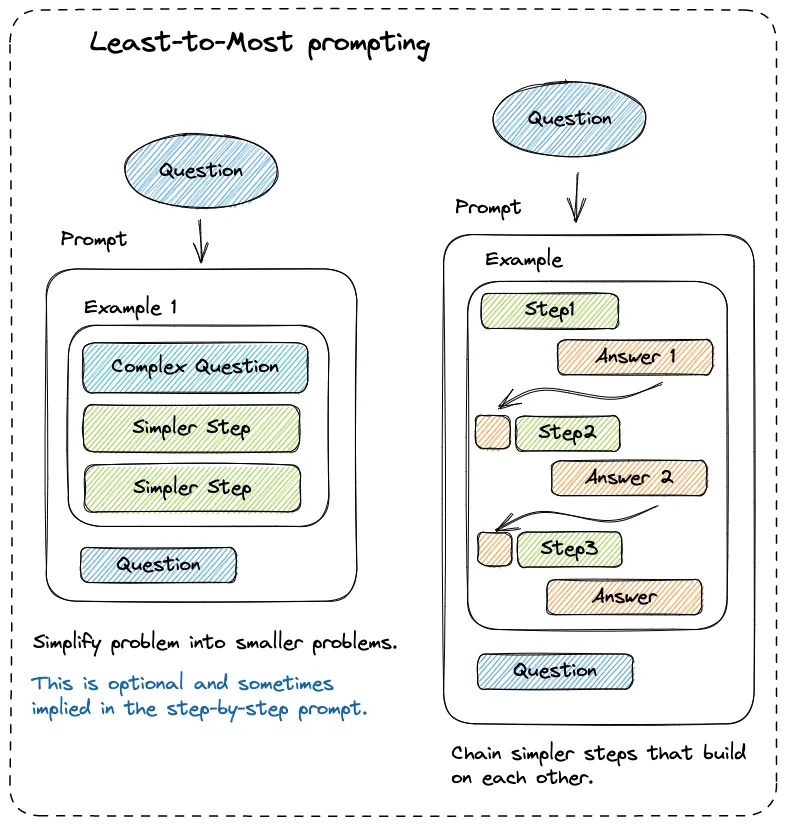 Least-to-Most prompting
Question
Prompt
Example 1
Complex Question
Simpler Step
Simpler Step
Question
Simplify problem into smaller problems.
This is optional and sometimes
implied in the step-by-step prompt.
Question
Prompt
Example
Step1
Answer 1
Step2
Answer 2
Step3
Answer
Question
Chain simpler steps that build
on each other.